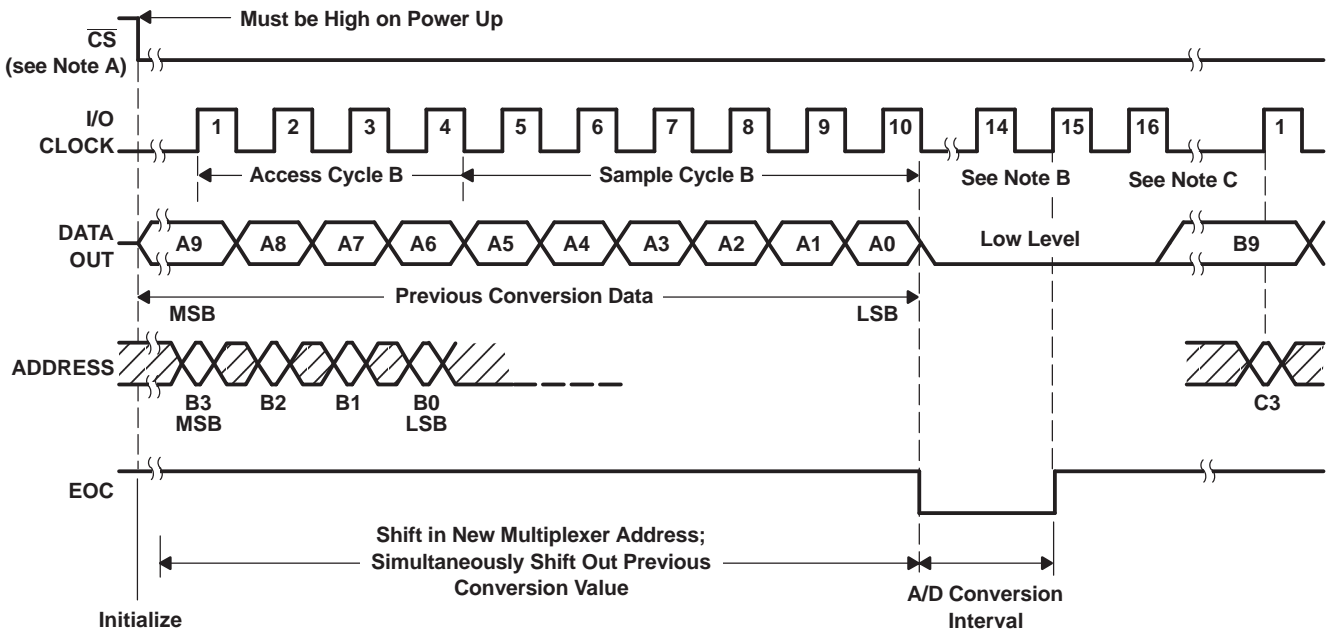 Must be High on Power Up
CS
(see Note A)
I/O
CLOCK
1 2 3 4 5 6 7 8 9 10 14 15 16 1
Access Cycle B
Sample Cycle B
See Note B
See Note C
DATA
OUT
A9 A8 A7 A6 A5 A4 A3 A2 A1 A0 Low Level B9
Previous Conversion Data
MSB
LSB
ADDRESS
B3 B2 B1 B0 C3
MSB LSB
EOC
Shift in New Multiplexer Address;
Simultaneously Shift Out Previous
Conversion Value
A/D Conversion
Interval
Initialize